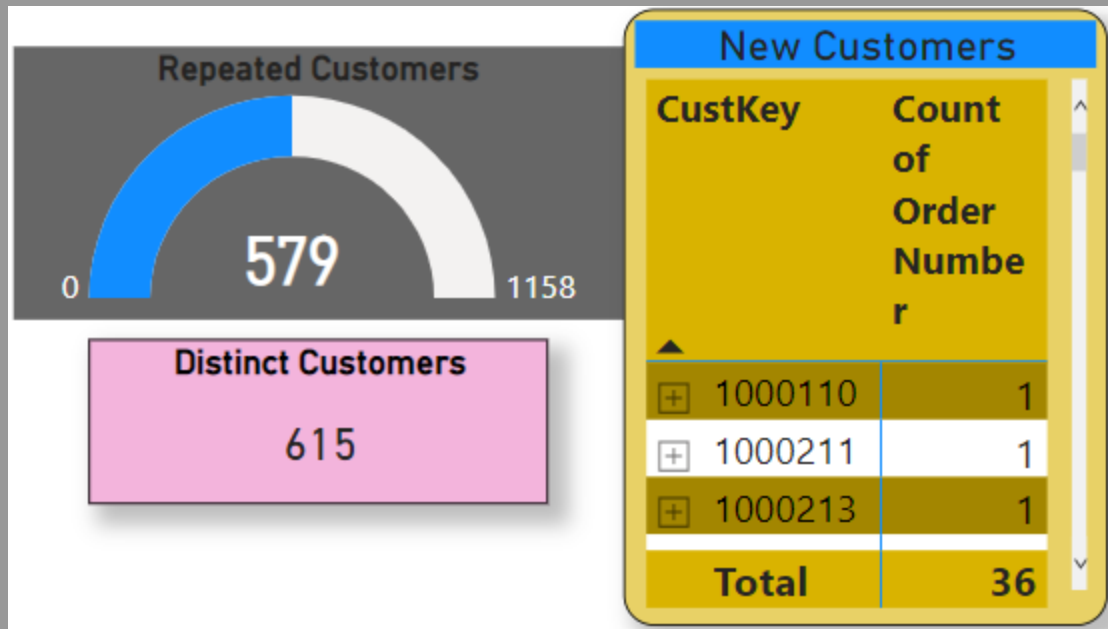 Repeated Customers
579
0
1158
Distinct Customers
615
New Customers
CustKey
Count
of
Order
Numbe
r
1000110 1
1000211 1
1000213 1
Total 36